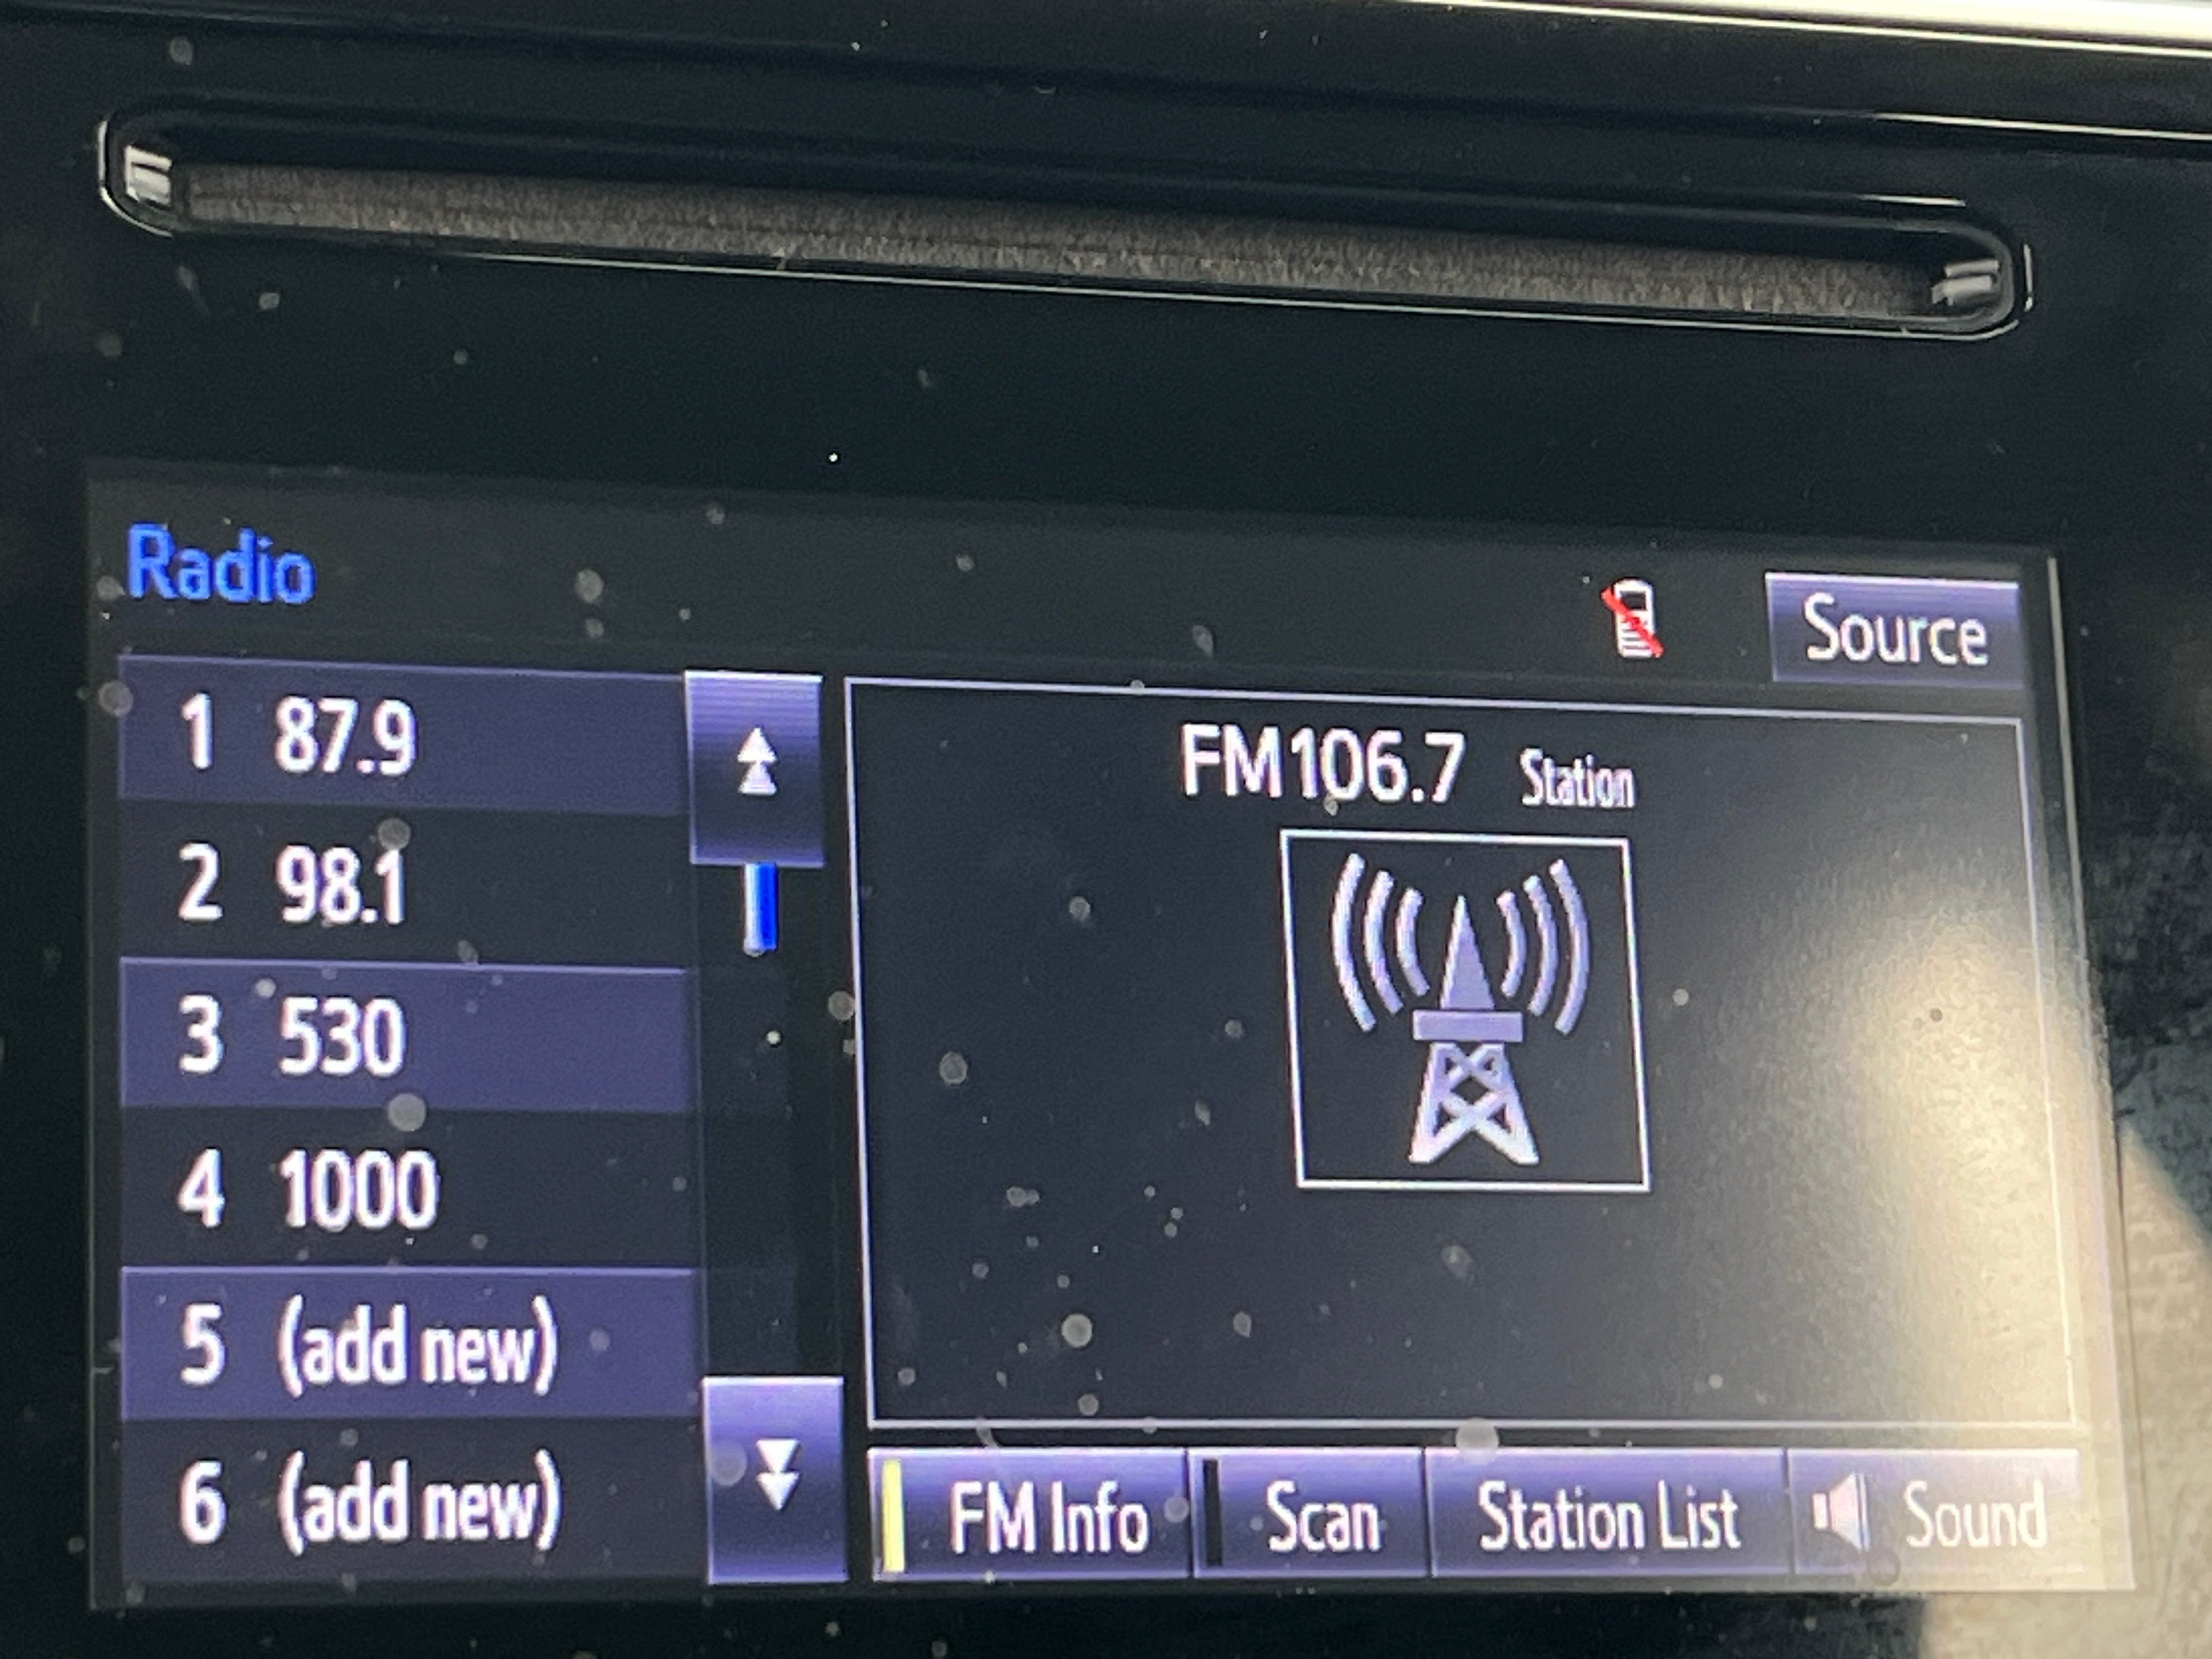 Radio
Source
1 87.9
2 98.1
3 530
4 1000
5 (add new)
6 (add new)
FM106.7 Station
FM Info Scan Station List Sound